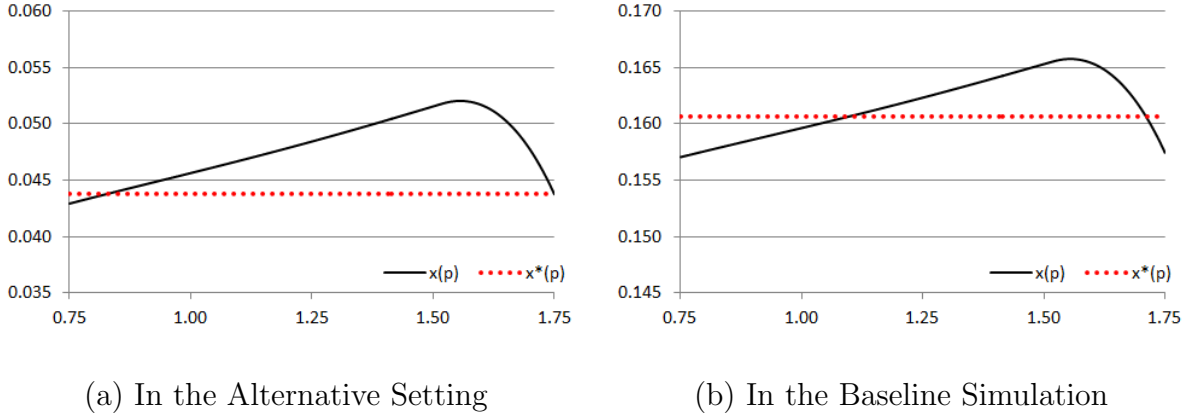 0.060
0.055
0.050
0.045
0.040
0.035
0.75 1.00 1.25 1.50 1.75
x(p) x*(p)
(a) In the Alternative Setting
0.170
0.165
0.160
0.155
0.150
0.145
0.75 1.00 1.25 1.50 1.75
x(p) x*(p)
(b) In the Baseline Simulation